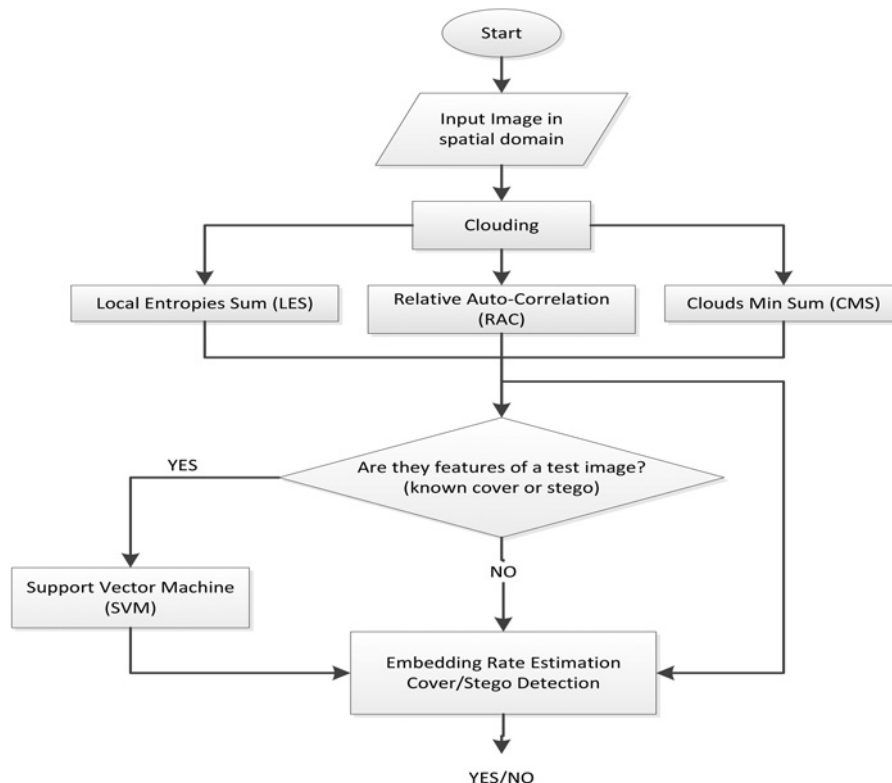 Start
Input Image in
spatial domain
Clouding
Local Entropies Sum (LES)
Relative Auto-Correlation
(RAC)
Clouds Min Sum (CMS)
Are they features of a test image?
(known cover or stego)
YES
NO
Support Vector Machine
(SVM)
Embedding Rate Estimation
Cover/Stego Detection
YES/NO